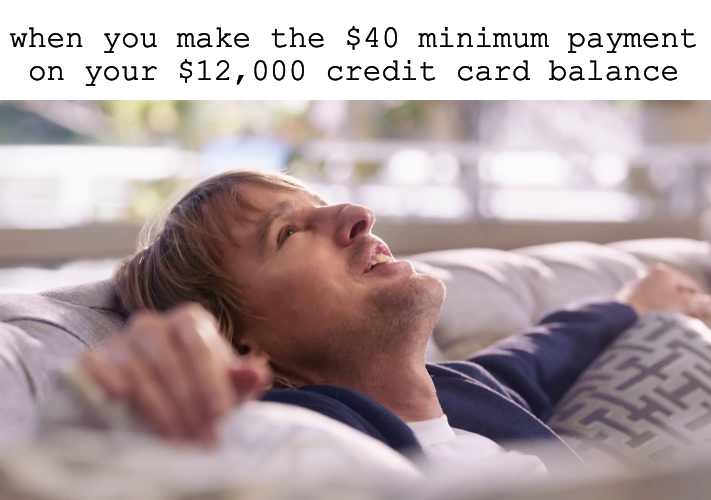 when you make the $40 minimum payment
on your $12,000 credit card balance